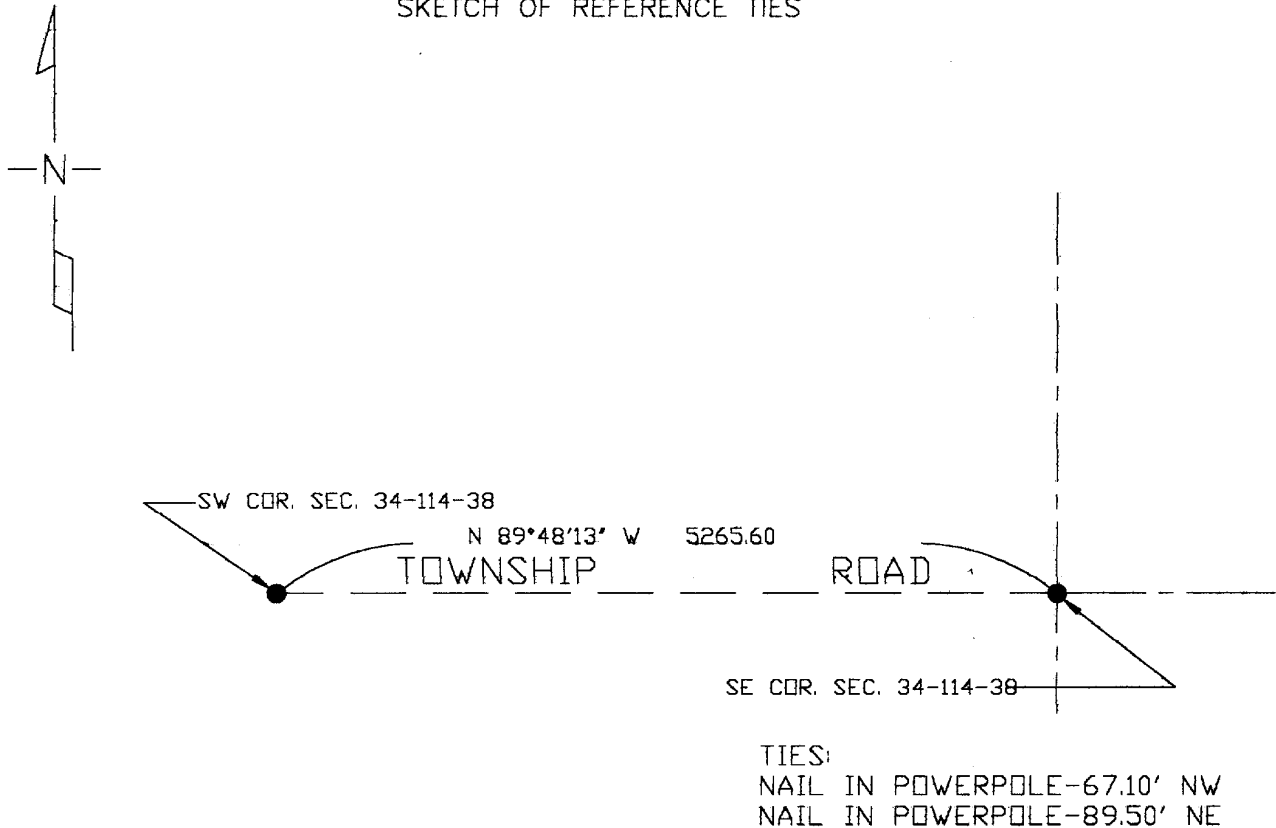 SKETCH OF REFERENCE TIES
—N—
SW COR. SEC. 34-114-38
N 89°48'13" W 5265.60
TOWNSHIP ROAD
SE COR. SEC. 34-114-38
TIES:
NAIL IN POWERPOLE-67.10' NW
NAIL IN POWERPOLE-89.50' NE